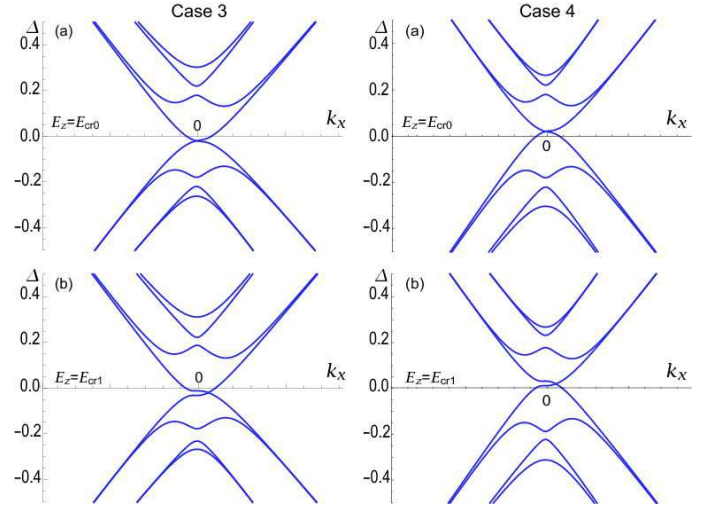 Case 3
Case 4
Δ (a)
0.4
0.2
E_z=E_cr0
0.0
0
k_x
-0.2
-0.4
Δ (a)
0.4
0.2
E_z=E_cr0
0.0
0
k_x
-0.2
-0.4
Δ (b)
0.4
0.2
E_z=E_cr1
0.0
0
k_x
-0.2
-0.4
Δ (b)
0.4
0.2
E_z=E_cr1
0.0
0
k_x
-0.2
-0.4